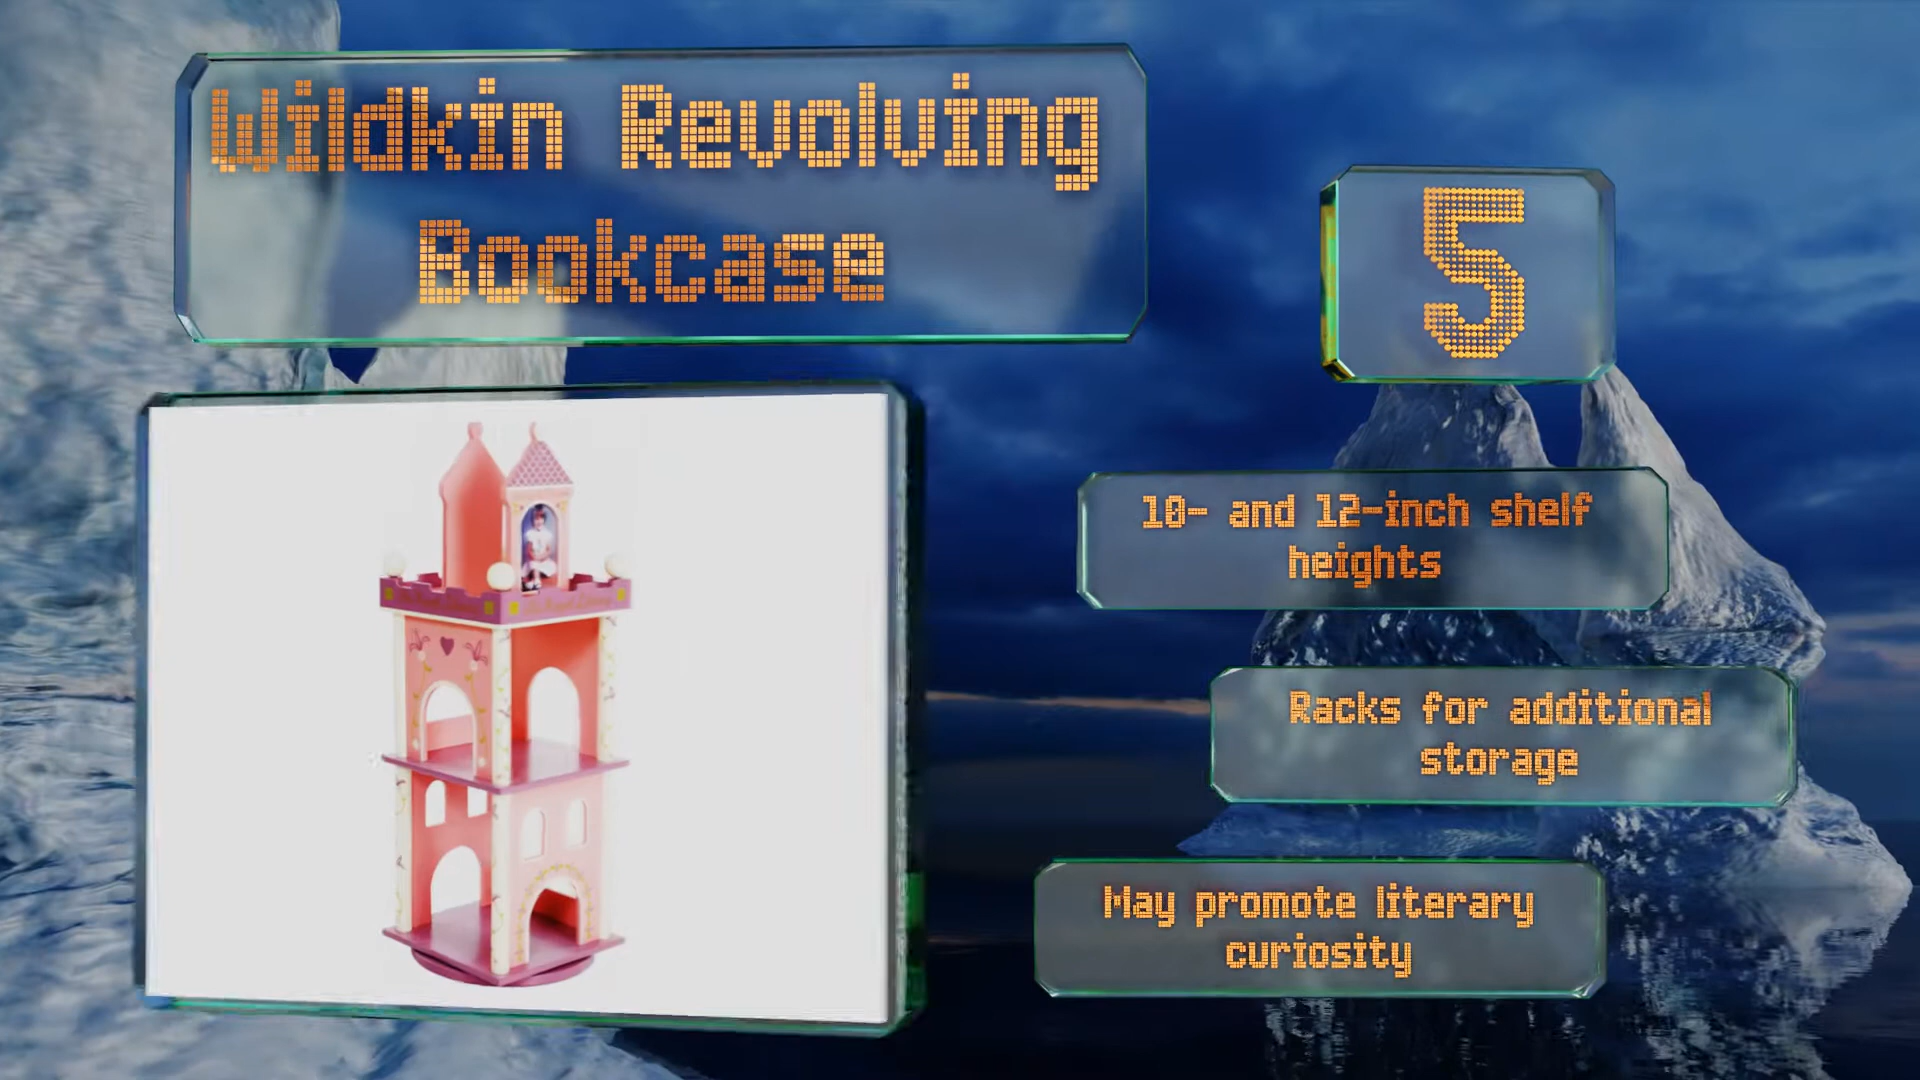 Wildkin Revolving
Bookcase
5
10- and 12-inch shelf
heights
Racks for additional
storage
May promote literary
curiosity